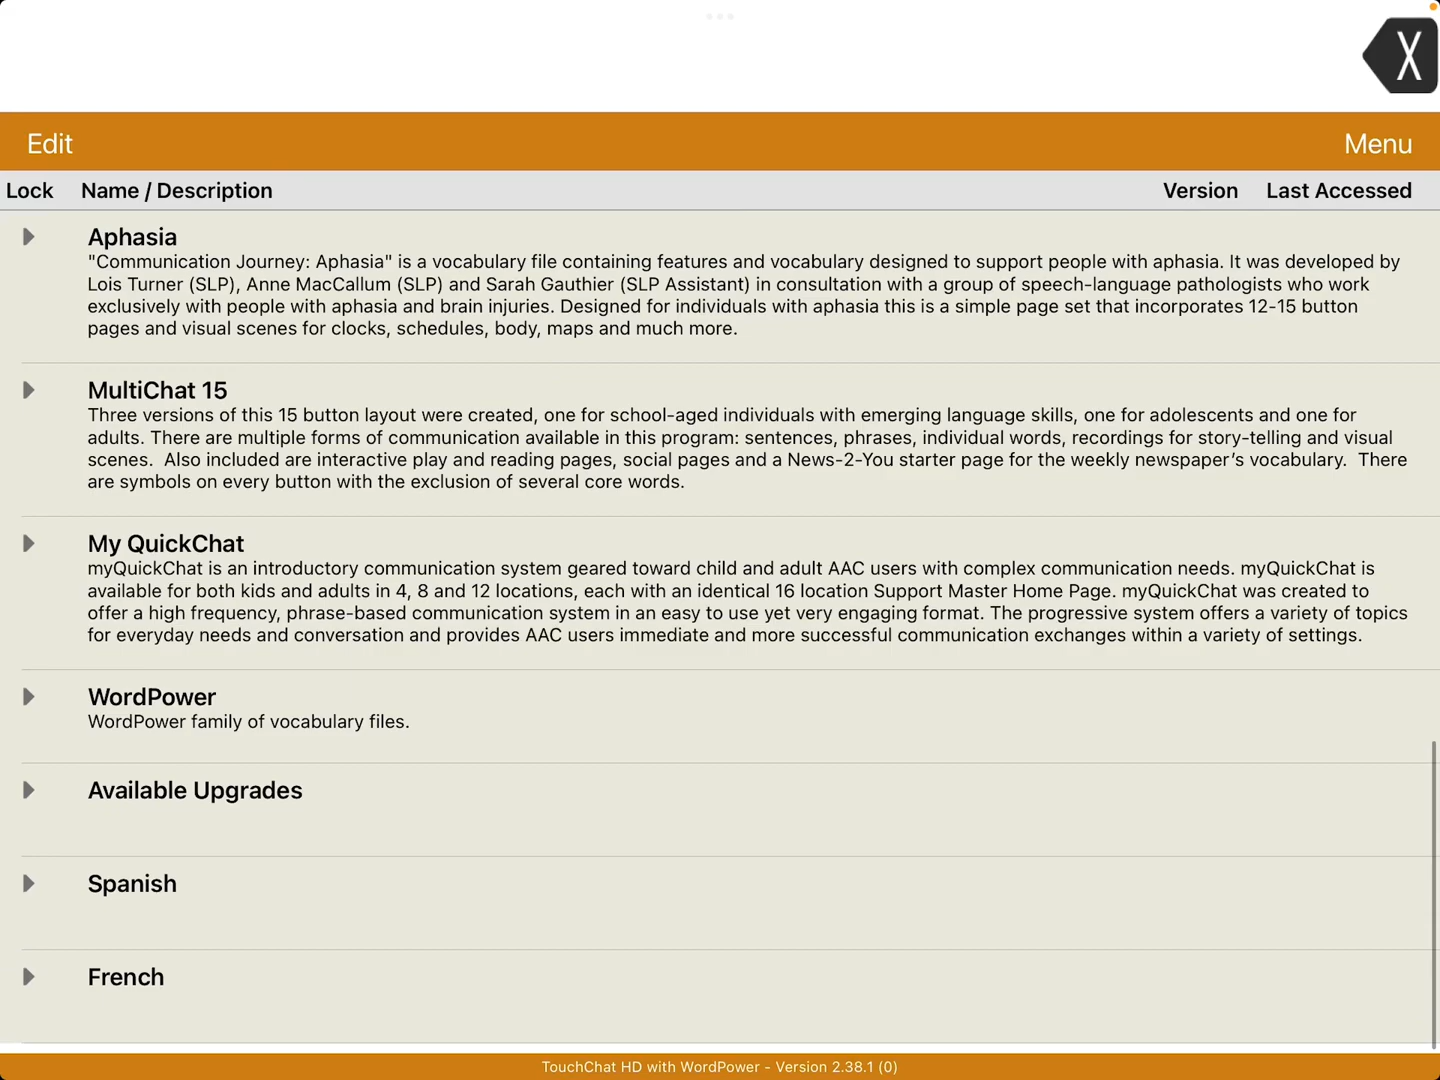 X
Edit
Menu
Lock Name / Description Version Last Accessed
Aphasia
"Communication Journey: Aphasia" is a vocabulary file containing features and vocabulary designed to support people with aphasia. It was developed by
Lois Turner (SLP), Anne MacCallum (SLP) and Sarah Gauthier (SLP Assistant) in consultation with a group of speech-language pathologists who work
exclusively with people with aphasia and brain injuries. Designed for individuals with aphasia this is a simple page set that incorporates 12-15 button
pages and visual scenes for clocks, schedules, body, maps and much more.
MultiChat 15
Three versions of this 15 button layout were created, one for school-aged individuals with emerging language skills, one for adolescents and one for
adults. There are multiple forms of communication available in this program: sentences, phrases, individual words, recordings for story-telling and visual
scenes.  Also included are interactive play and reading pages, social pages and a News-2-You starter page for the weekly newspaper’s vocabulary.  There
are symbols on every button with the exclusion of several core words.
My QuickChat
myQuickChat is an introductory communication system geared toward child and adult AAC users with complex communication needs. myQuickChat is
available for both kids and adults in 4, 8 and 12 locations, each with an identical 16 location Support Master Home Page. myQuickChat was created to
offer a high frequency, phrase-based communication system in an easy to use yet very engaging format. The progressive system offers a variety of topics
for everyday needs and conversation and provides AAC users immediate and more successful communication exchanges within a variety of settings.
WordPower
WordPower family of vocabulary files.
Available Upgrades
Spanish
French
TouchChat HD with WordPower - Version 2.38.1 (0)